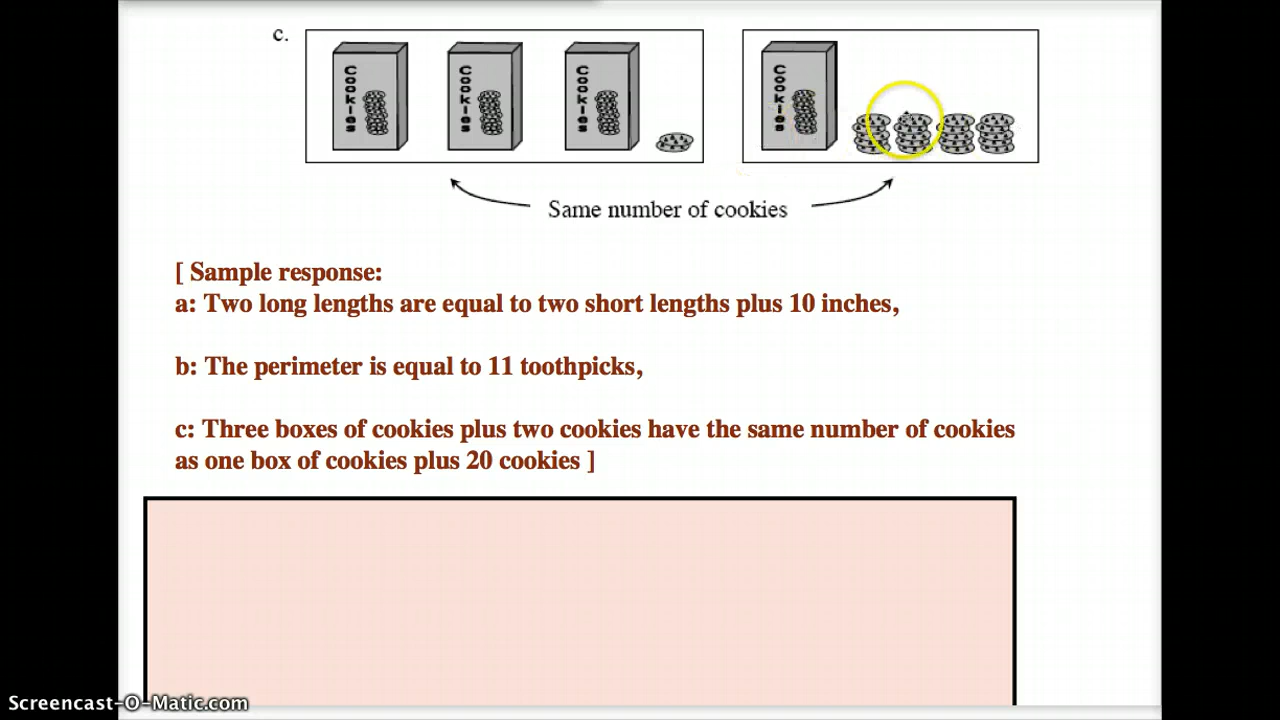 c.
Cookies
Cookies
Cookies
Cookies
Same number of cookies
[ Sample response:
a: Two long lengths are equal to two short lengths plus 10 inches,
b: The perimeter is equal to 11 toothpicks,
c: Three boxes of cookies plus two cookies have the same number of cookies
as one box of cookies plus 20 cookies ]
Screencast-O-Matic.com